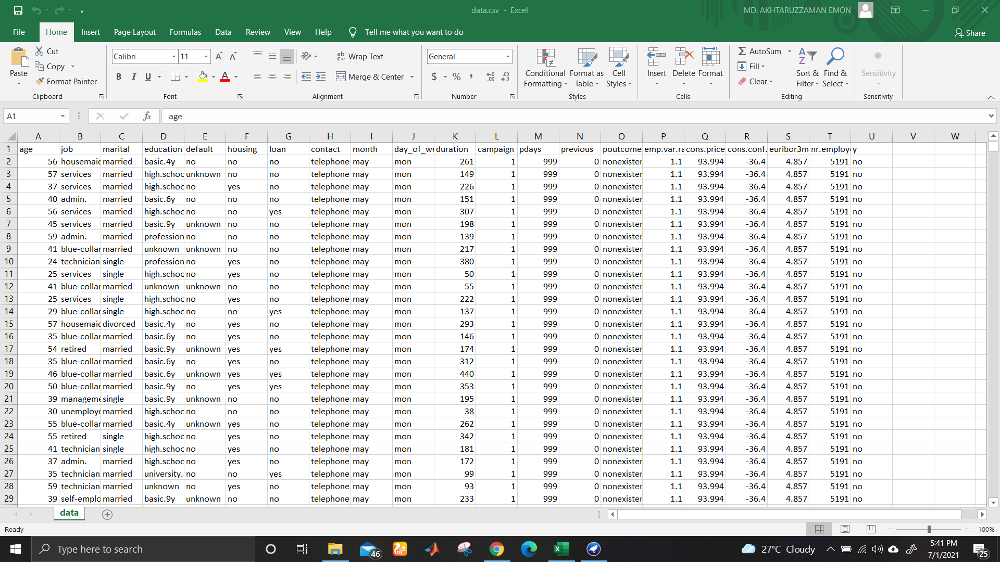 data.csv - Excel
MD. AKHTARUZZAMAN EMON
File Home Insert Page Layout Formulas Data Review View Help Tell me what you want to do Share
Paste Cut Copy Format Painter Clipboard
Calibri 11 B I U Font
Wrap Text Merge & Center Alignment
General $ % Number
Conditional Formatting Format as Table Cell Styles Styles
Insert Delete Format Cells
AutoSum Fill Clear Sort & Filter Find & Select Editing
Sensitivity Sensitivity
A1 fx age
A B C D E F G H I J K L M N O P Q R S T U V W
1 age job marital education default housing loan contact month day_of_we duration campaign pdays previous poutcome emp.var.ra cons.price cons.conf. euribor3m nr.employe y
2 56 housemaid married basic.4y no no no telephone may mon 261 1 999 0 nonexisten 1.1 93.994 -36.4 4.857 5191 no
3 57 services married high.schoo unknown no no telephone may mon 149 1 999 0 nonexisten 1.1 93.994 -36.4 4.857 5191 no
4 37 services married high.schoo no yes no telephone may mon 226 1 999 0 nonexisten 1.1 93.994 -36.4 4.857 5191 no
5 40 admin. married basic.6y no no no telephone may mon 151 1 999 0 nonexisten 1.1 93.994 -36.4 4.857 5191 no
6 56 services married high.schoo no no yes telephone may mon 307 1 999 0 nonexisten 1.1 93.994 -36.4 4.857 5191 no
7 45 services married basic.9y unknown no no telephone may mon 198 1 999 0 nonexisten 1.1 93.994 -36.4 4.857 5191 no
8 59 admin. married profession no no no telephone may mon 139 1 999 0 nonexisten 1.1 93.994 -36.4 4.857 5191 no
9 41 blue-collar married unknown unknown no no telephone may mon 217 1 999 0 nonexisten 1.1 93.994 -36.4 4.857 5191 no
10 24 technician single profession no yes no telephone may mon 380 1 999 0 nonexisten 1.1 93.994 -36.4 4.857 5191 no
11 25 services single high.schoo no yes no telephone may mon 50 1 999 0 nonexisten 1.1 93.994 -36.4 4.857 5191 no
12 41 blue-collar married unknown unknown no no telephone may mon 55 1 999 0 nonexisten 1.1 93.994 -36.4 4.857 5191 no
13 25 services single high.schoo no yes no telephone may mon 222 1 999 0 nonexisten 1.1 93.994 -36.4 4.857 5191 no
14 29 blue-collar single high.schoo no no yes telephone may mon 137 1 999 0 nonexisten 1.1 93.994 -36.4 4.857 5191 no
15 57 housemaid divorced basic.4y no yes no telephone may mon 293 1 999 0 nonexisten 1.1 93.994 -36.4 4.857 5191 no
16 35 blue-collar married basic.6y no yes no telephone may mon 146 1 999 0 nonexisten 1.1 93.994 -36.4 4.857 5191 no
17 54 retired married basic.9y unknown yes yes telephone may mon 174 1 999 0 nonexisten 1.1 93.994 -36.4 4.857 5191 no
18 35 blue-collar married basic.6y no yes no telephone may mon 312 1 999 0 nonexisten 1.1 93.994 -36.4 4.857 5191 no
19 46 blue-collar married basic.6y unknown yes yes telephone may mon 440 1 999 0 nonexisten 1.1 93.994 -36.4 4.857 5191 no
20 50 blue-collar married basic.9y no yes yes telephone may mon 353 1 999 0 nonexisten 1.1 93.994 -36.4 4.857 5191 no
21 39 manageme single basic.9y unknown no no telephone may mon 195 1 999 0 nonexisten 1.1 93.994 -36.4 4.857 5191 no
22 30 unemploye married high.schoo no no no telephone may mon 38 1 999 0 nonexisten 1.1 93.994 -36.4 4.857 5191 no
23 55 blue-collar married basic.4y unknown yes no telephone may mon 262 1 999 0 nonexisten 1.1 93.994 -36.4 4.857 5191 no
24 55 retired single high.schoo no yes no telephone may mon 342 1 999 0 nonexisten 1.1 93.994 -36.4 4.857 5191 no
25 41 technician single high.schoo no yes no telephone may mon 181 1 999 0 nonexisten 1.1 93.994 -36.4 4.857 5191 no
26 37 admin. married high.schoo no yes no telephone may mon 172 1 999 0 nonexisten 1.1 93.994 -36.4 4.857 5191 no
27 35 technician married university. no no yes telephone may mon 99 1 999 0 nonexisten 1.1 93.994 -36.4 4.857 5191 no
28 59 technician married unknown no yes no telephone may mon 93 1 999 0 nonexisten 1.1 93.994 -36.4 4.857 5191 no
29 39 self-emplo married basic.9y unknown no no telephone may mon 233 1 999 0 nonexisten 1.1 93.994 -36.4 4.857 5191 no
data
Ready 100%
Type here to search 46 27°C Cloudy 5:41 PM
7/1/2021 25